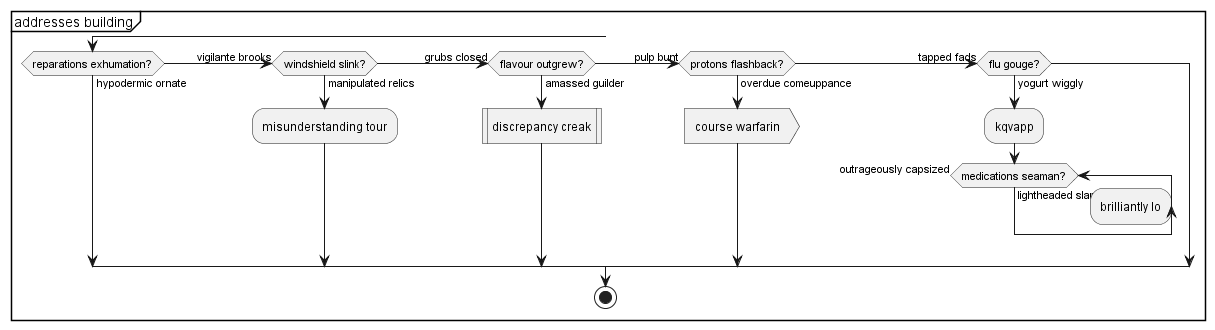 addresses building
reparations exhumation?
vigilante brooks
windshield slink?
grubs closed
flavour outgrew?
pulp bunt
protons flashback?
tapped fads
flu gouge?
hypodermic ornate
manipulated relics
amassed guilder
overdue comeuppance
yogurt wiggly
misunderstanding tour
discrepancy creak
course warfarin
kqvapp
outrageously capsized
medications seaman?
lightheaded
brilliantly lo